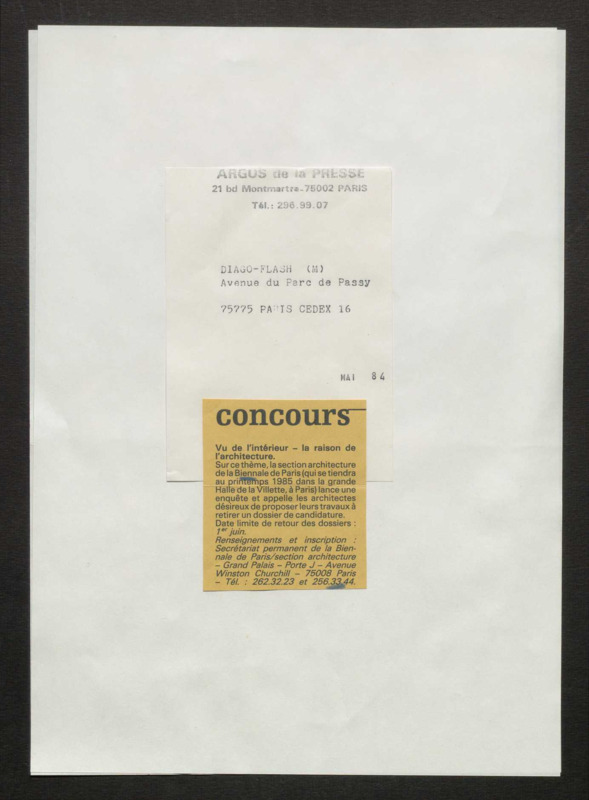 ARGUS de la PRESSE
21 bd Montmartre-75002 PARIS
Tél.: 296.99.07
DIAGO-FLASH (M)
Avenue du Parc de Passy
75775 PARIS CEDEX 16
MAI 84
concours
Vu de l'intérieur – la raison de
l'architecture.
Sur ce thème, la section architecture
de la Biennale de Paris (qui se tiendra
au printemps 1985 dans la grande
Halle de la Villette, à Paris) lance une
enquête et appelle les architectes
désireux de proposer leurs travaux à
retirer un dossier de candidature.
Date limite de retour des dossiers :
1er juin.
Renseignements et inscription :
Secrétariat permanent de la Bien-
nale de Paris/section architecture
– Grand Palais – Porte J – Avenue
Winston Churchill – 75008 Paris
– Tél. : 262.32.23 et 256.33.44.